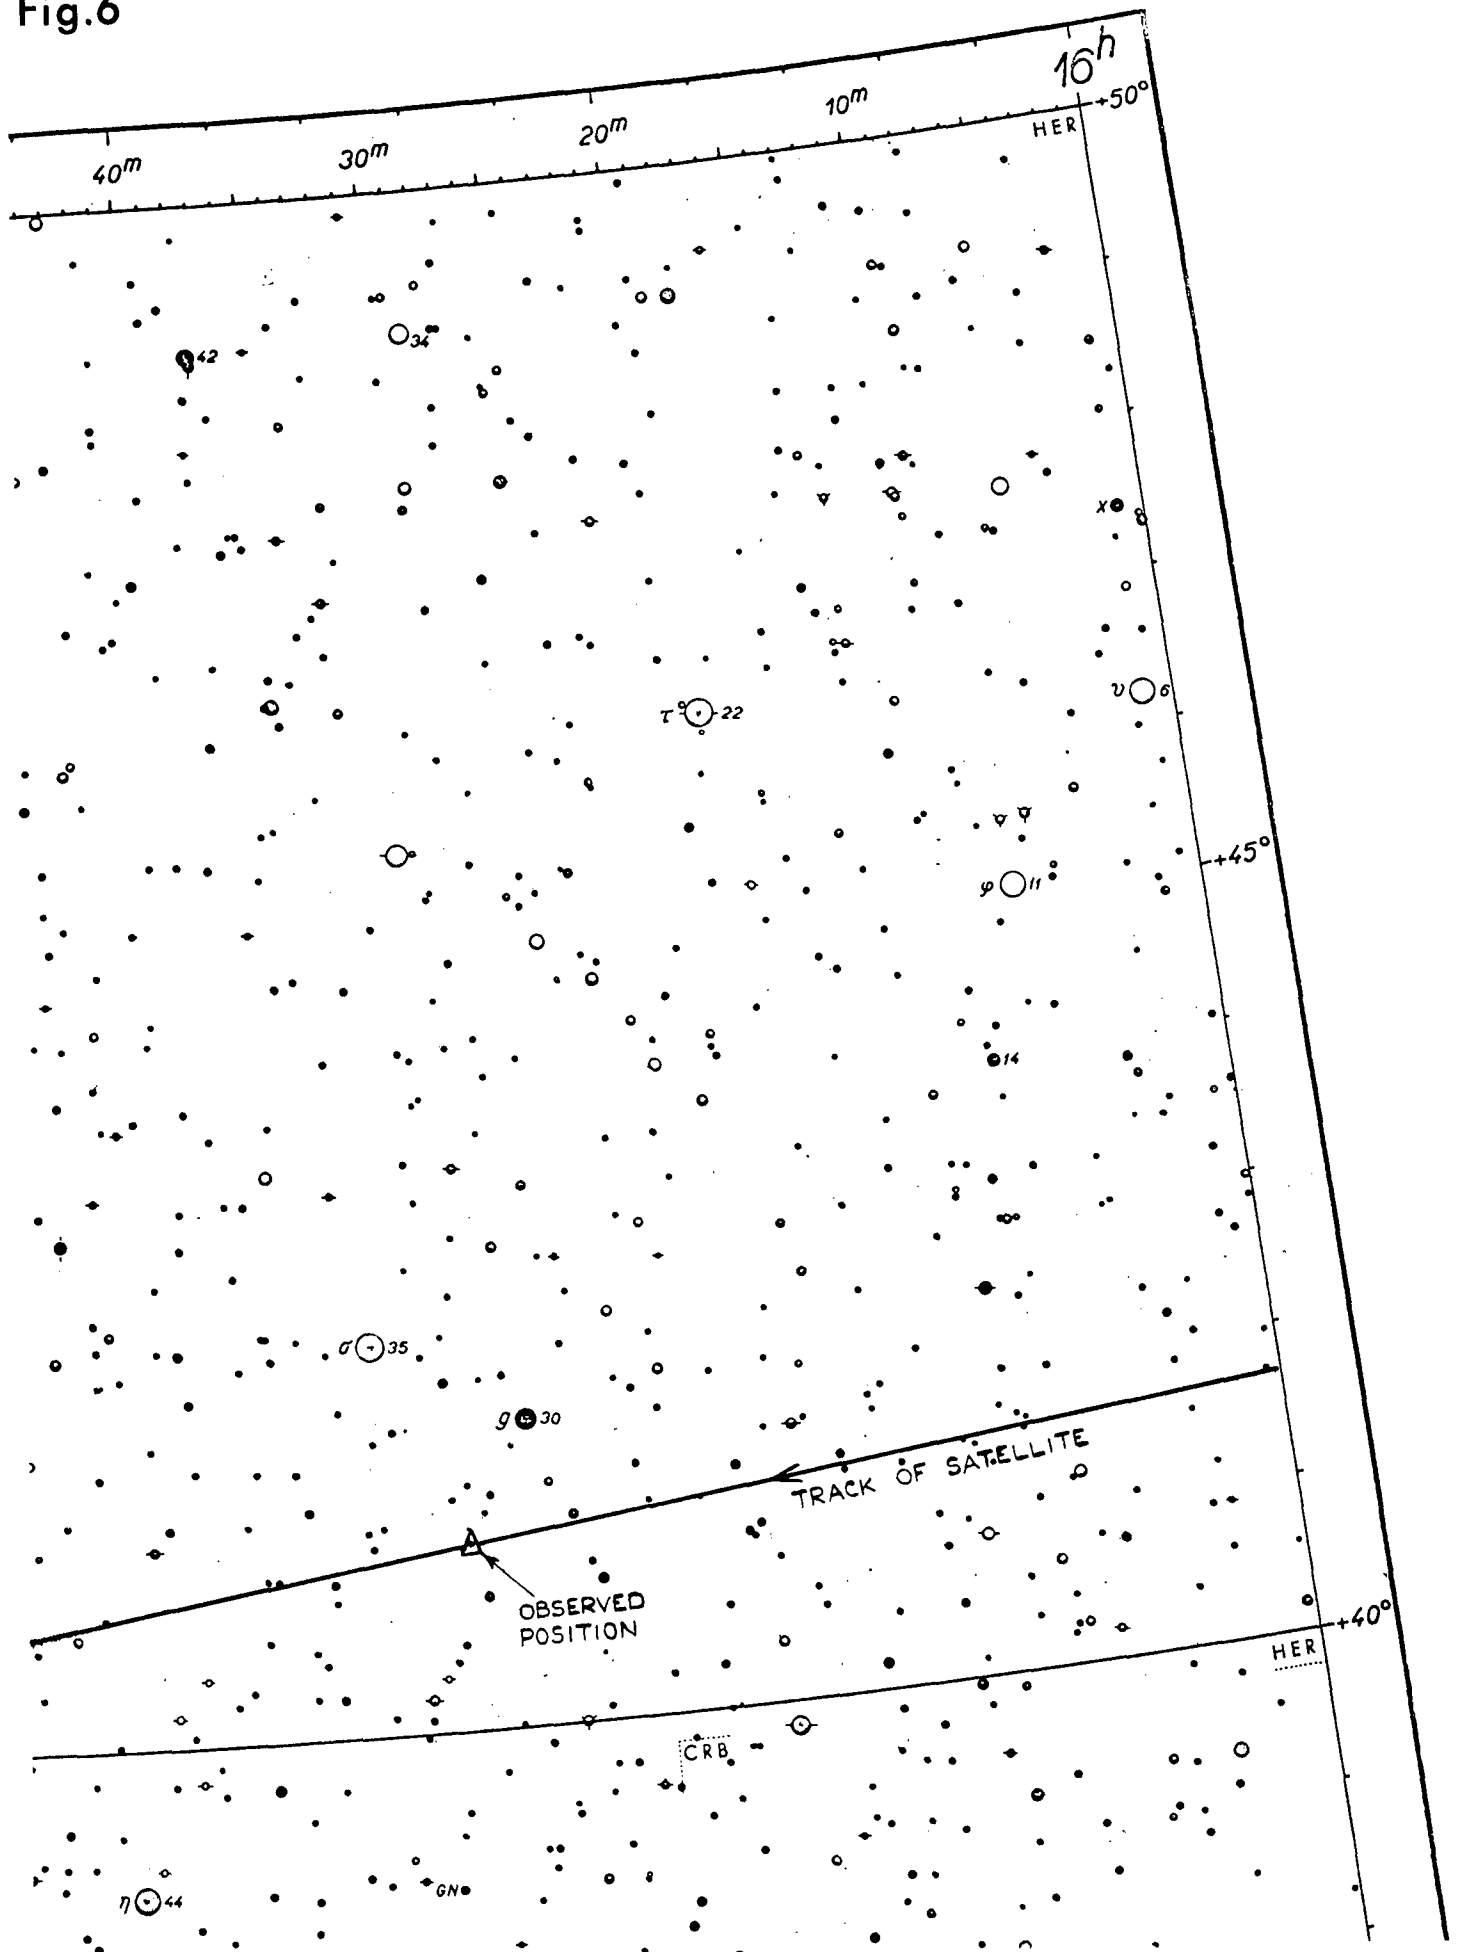 Fig.6
16h
+50°
HER
10m
20m
30m
40m
34
42
χ
υ 6
τ 22
+45°
φ 11
14
σ 35
g 30
TRACK OF SATELLITE
OBSERVED
POSITION
+40°
HER
CRB
GN
η 44